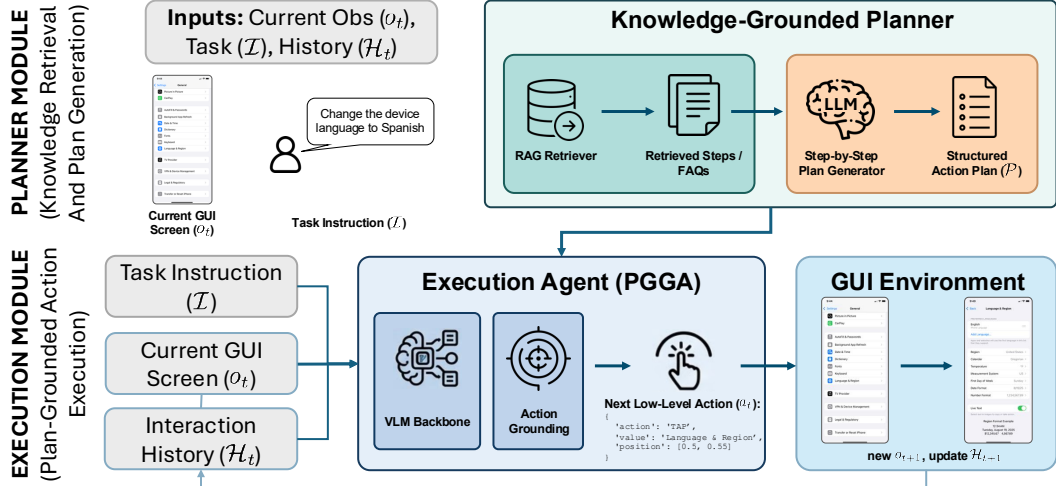 PLANNER MODULE
(Knowledge Retrieval
And Plan Generation)
Inputs: Current Obs (o_t),
Task (I), History (H_t)
Change the device
language to Spanish
Current GUI
Screen (o_t)
Task Instruction (I)
Knowledge-Grounded Planner
RAG Retriever
Retrieved Steps /
FAQs
LLM
Step-by-Step
Plan Generator
Structured
Action Plan (P)
EXECUTION MODULE
(Plan-Grounded Action
Execution)
Task Instruction
(I)
Current GUI
Screen (o_t)
Interaction
History (H_t)
Execution Agent (PGGA)
VLM Backbone
Action
Grounding
Next Low-Level Action (a_t):
{
'action': 'TAP',
'value': 'Language & Region',
'position': [0.5, 0.55]
}
GUI Environment
Language & Region
new o_{t+1}, update H_{t+1}